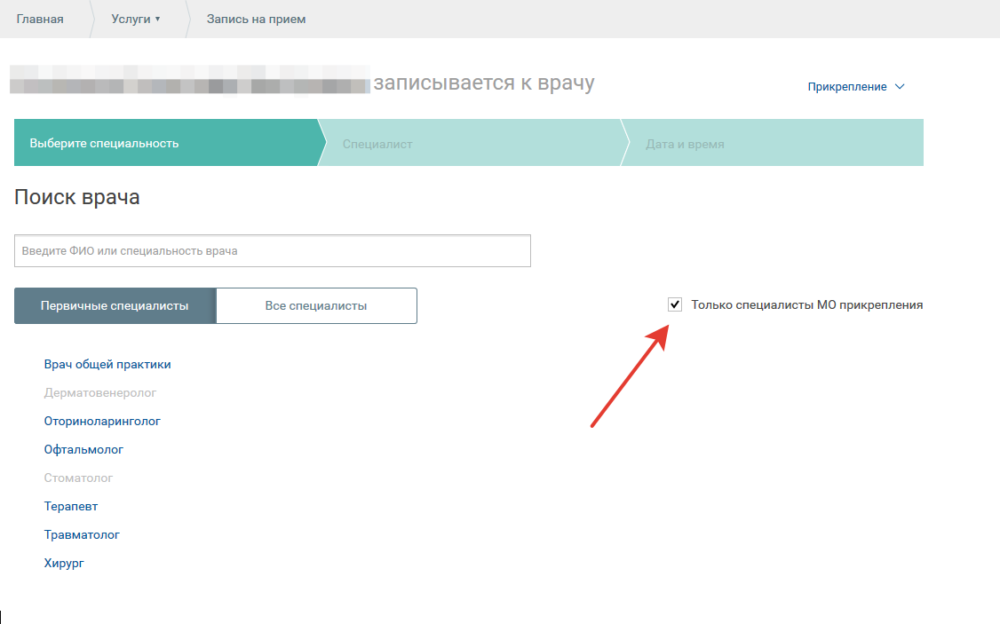 Главная Услуги ▾ Запись на прием
записывается к врачу
Прикрепление
Выберите специальность Специалист Дата и время
Поиск врача
Введите ФИО или специальность врача
Первичные специалисты Все специалисты Только специалисты МО прикрепления
Врач общей практики
Дерматовенеролог
Оториноларинголог
Офтальмолог
Стоматолог
Терапевт
Травматолог
Хирург